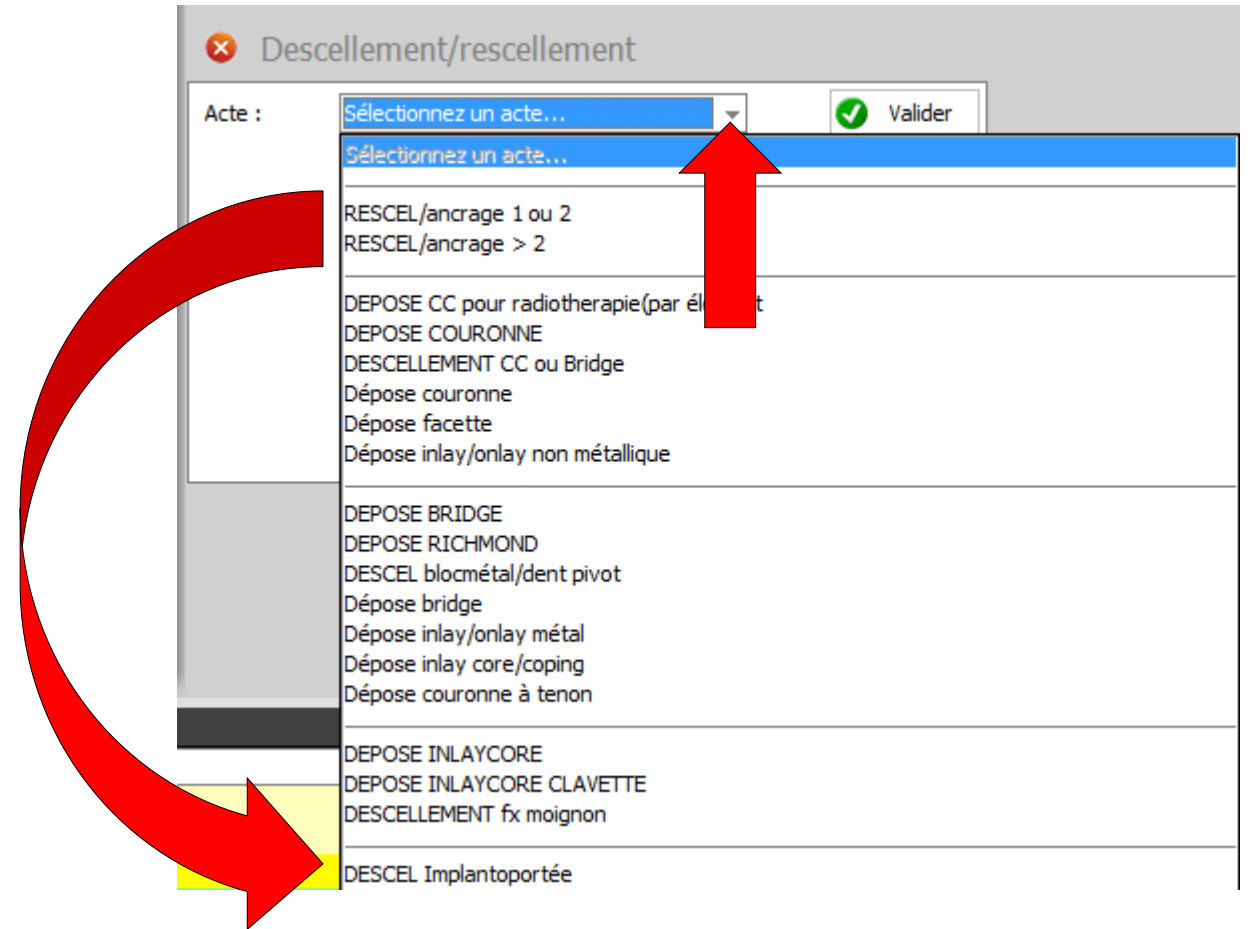 Descellement/rescellement
Acte : Sélectionnez un acte... Valider
Sélectionnez un acte...
RESCEL/ancrage 1 ou 2
RESCEL/ancrage > 2
DEPOSE CC pour radiotherapie(par él t
DEPOSE COURONNE
DESCELLEMENT CC ou Bridge
Dépose couronne
Dépose facette
Dépose inlay/onlay non métallique
DEPOSE BRIDGE
DEPOSE RICHMOND
DESCEL blocmétal/dent pivot
Dépose bridge
Dépose inlay/onlay métal
Dépose inlay core/coping
Dépose couronne à tenon
DEPOSE INLAYCORE
DEPOSE INLAYCORE CLAVETTE
DESCELLEMENT fx moignon
DESCEL Implantoportée